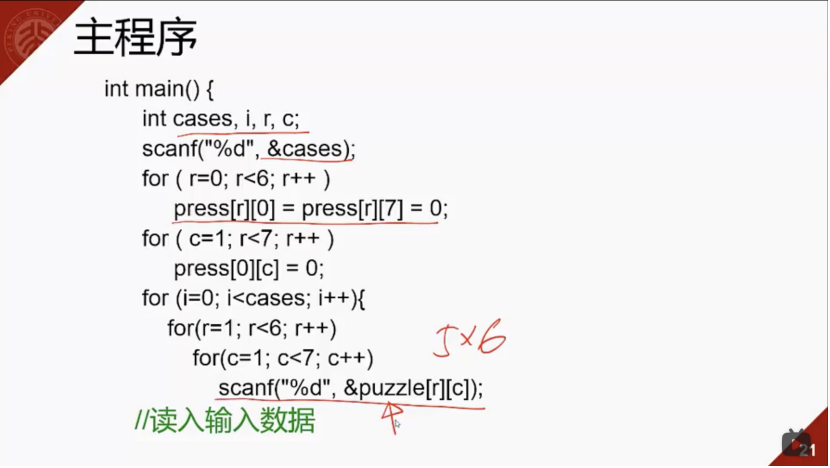 主程序
int main() {
int cases, i, r, c;
scanf("%d", &cases);
for ( r=0; r<6; r++ )
press[r][0] = press[r][7] = 0;
for ( c=1; r<7; r++ )
press[0][c] = 0;
for (i=0; i<cases; i++){
for(r=1; r<6; r++)
for(c=1; c<7; c++)
5×6
scanf("%d", &puzzle[r][c]);
//读入输入数据
21